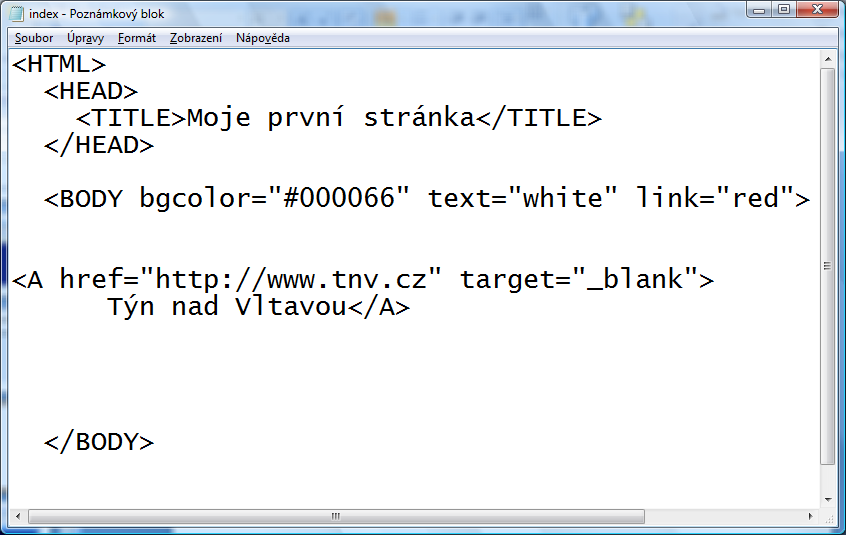 index - Poznámkový blok
Soubor Úpravy Formát Zobrazení Nápověda
<HTML>
<HEAD>
<TITLE>Moje první stránka</TITLE>
</HEAD>
<BODY bgcolor="#000066" text="white" link="red">
<A href="http://www.tnv.cz" target="_blank">
Týn nad Vltavou</A>
</BODY>